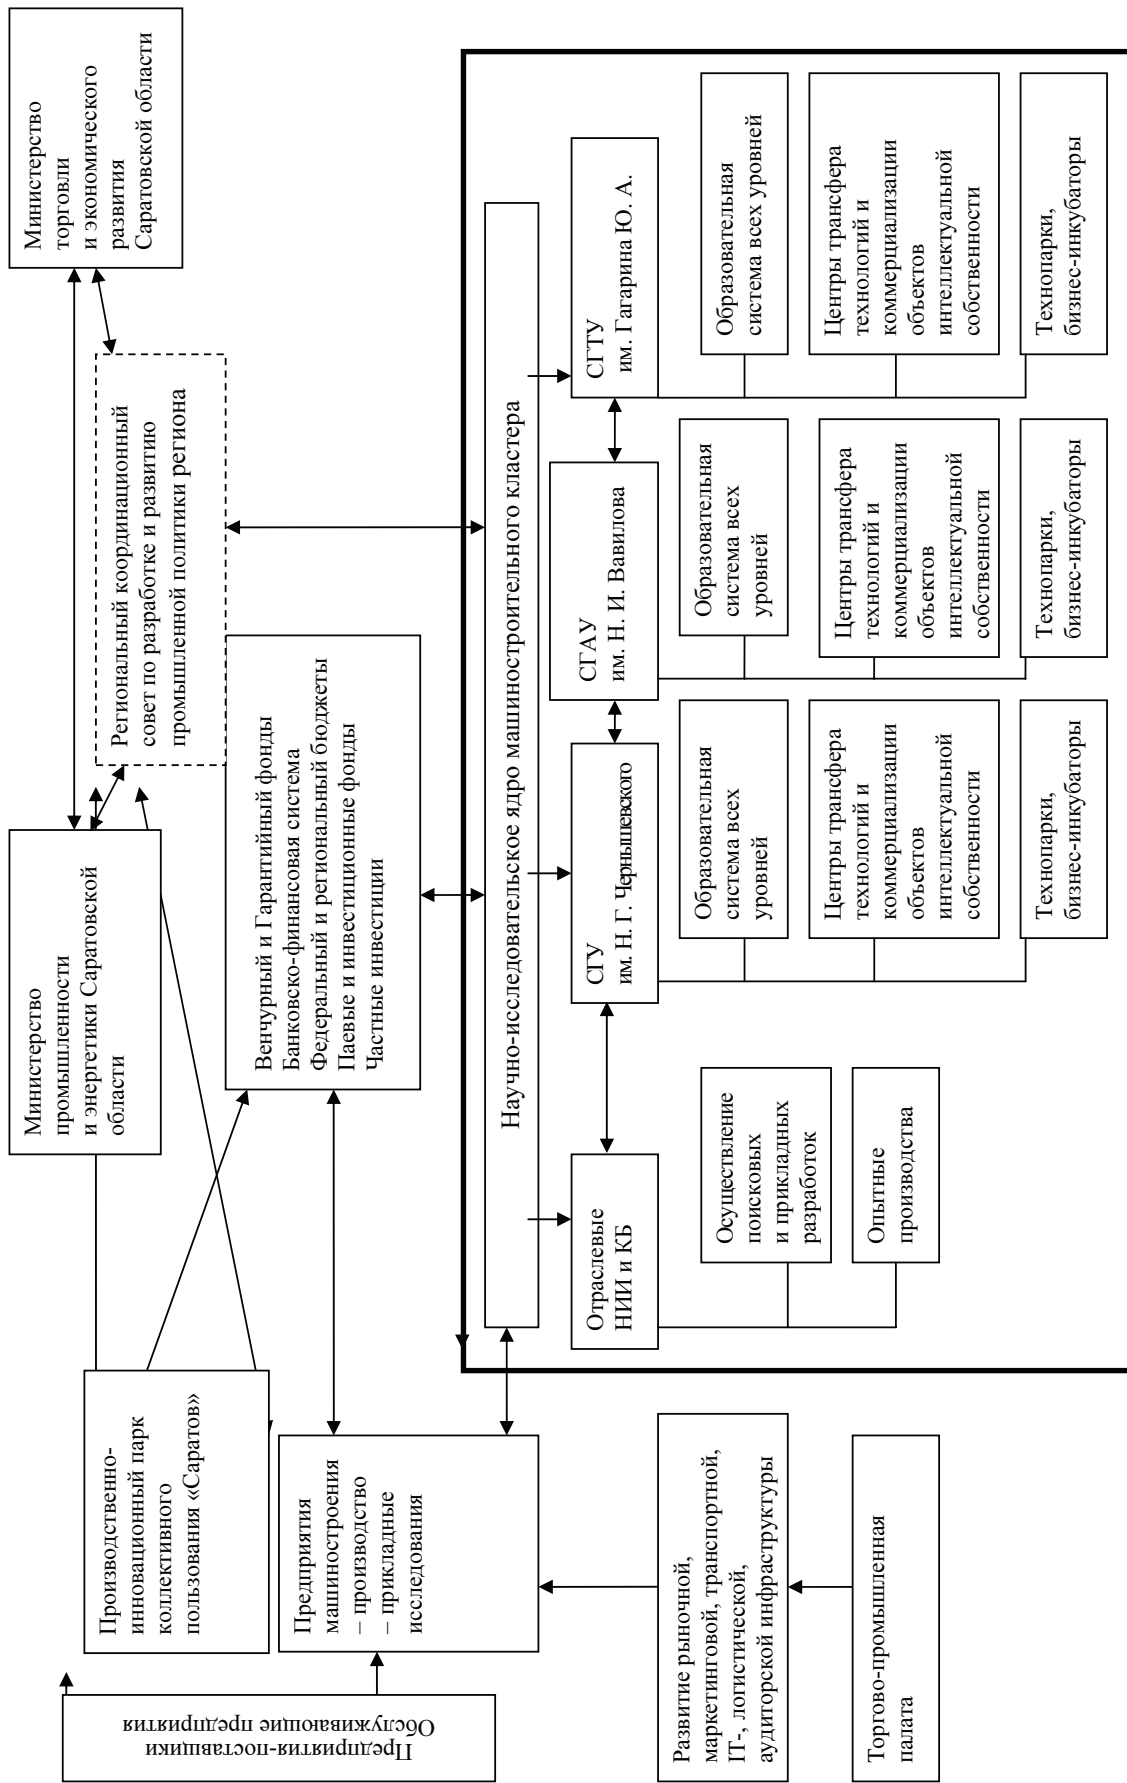 Министерство
торговли
и экономического
развития
Саратовской области
Министерство
промышленности
и энергетики Саратовской
области
Региональный координационный
совет по разработке и развитию
промышленной политики региона
Производственно-
инновационный парк
коллективного
пользования «Саратов»
Венчурный и Гарантийный фонды
Банковско-финансовая система
Федеральный и региональный бюджеты
Паевые и инвестиционные фонды
Частные инвестиции
Предприятия-поставщики
Обслуживающие предприятия
Предприятия
машиностроения
– производство
– прикладные
исследования
Научно-исследовательское ядро машиностроительного кластера
Отраслевые
НИИ и КБ
СГУ
им. Н. Г. Чернышевского
СГАУ
им. Н. И. Вавилова
СГТУ
им. Гагарина Ю. А.
Развитие рыночной,
маркетинговой, транспортной,
IT-, логистической,
аудиторской инфраструктуры
Осуществление
поисковых
и прикладных
разработок
Образовательная
система всех
уровней
Образовательная
система всех
уровней
Образовательная
система всех уровней
Торгово-промышленная
палата
Опытные
производства
Центры трансфера
технологий и
коммерциализации
объектов
интеллектуальной
собственности
Центры трансфера
технологий и
коммерциализации
объектов
интеллектуальной
собственности
Центры трансфера
технологий и
коммерциализации
объектов
интеллектуальной
собственности
Технопарки,
бизнес-инкубаторы
Технопарки,
бизнес-инкубаторы
Технопарки,
бизнес-инкубаторы